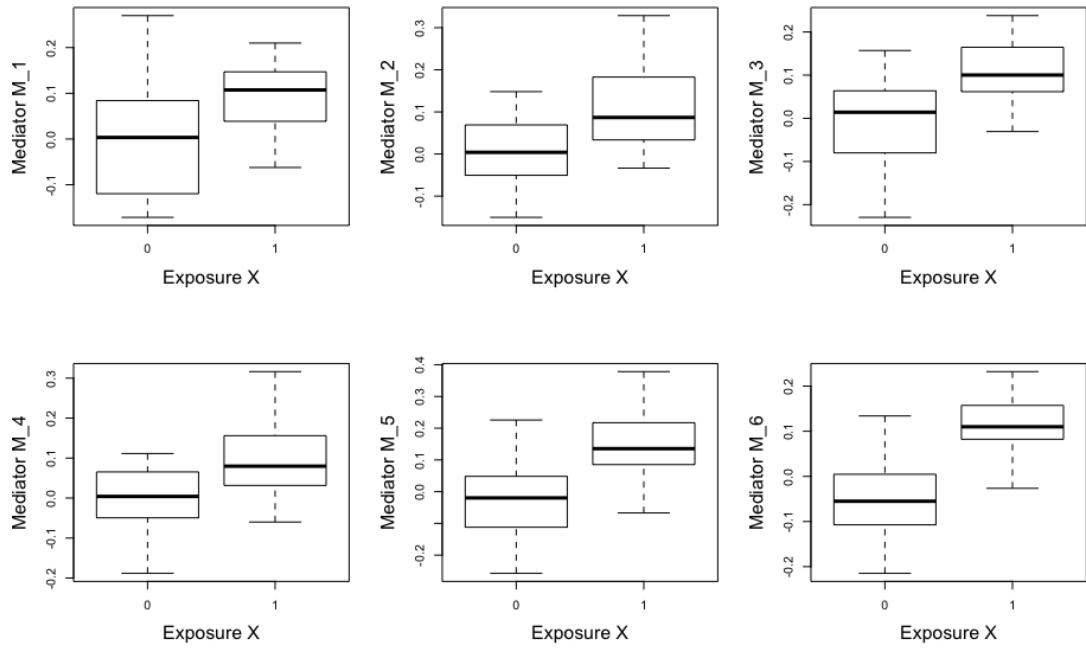 Mediator M_1
-0.1 0.0 0.1 0.2
0 1
Exposure X
Mediator M_2
-0.1 0.0 0.1 0.2 0.3
0 1
Exposure X
Mediator M_3
-0.2 -0.1 0.0 0.1 0.2
0 1
Exposure X
Mediator M_4
-0.2 -0.1 0.0 0.1 0.2 0.3
0 1
Exposure X
Mediator M_5
-0.2 0.0 0.1 0.2 0.3 0.4
0 1
Exposure X
Mediator M_6
-0.2 -0.1 0.0 0.1 0.2
0 1
Exposure X